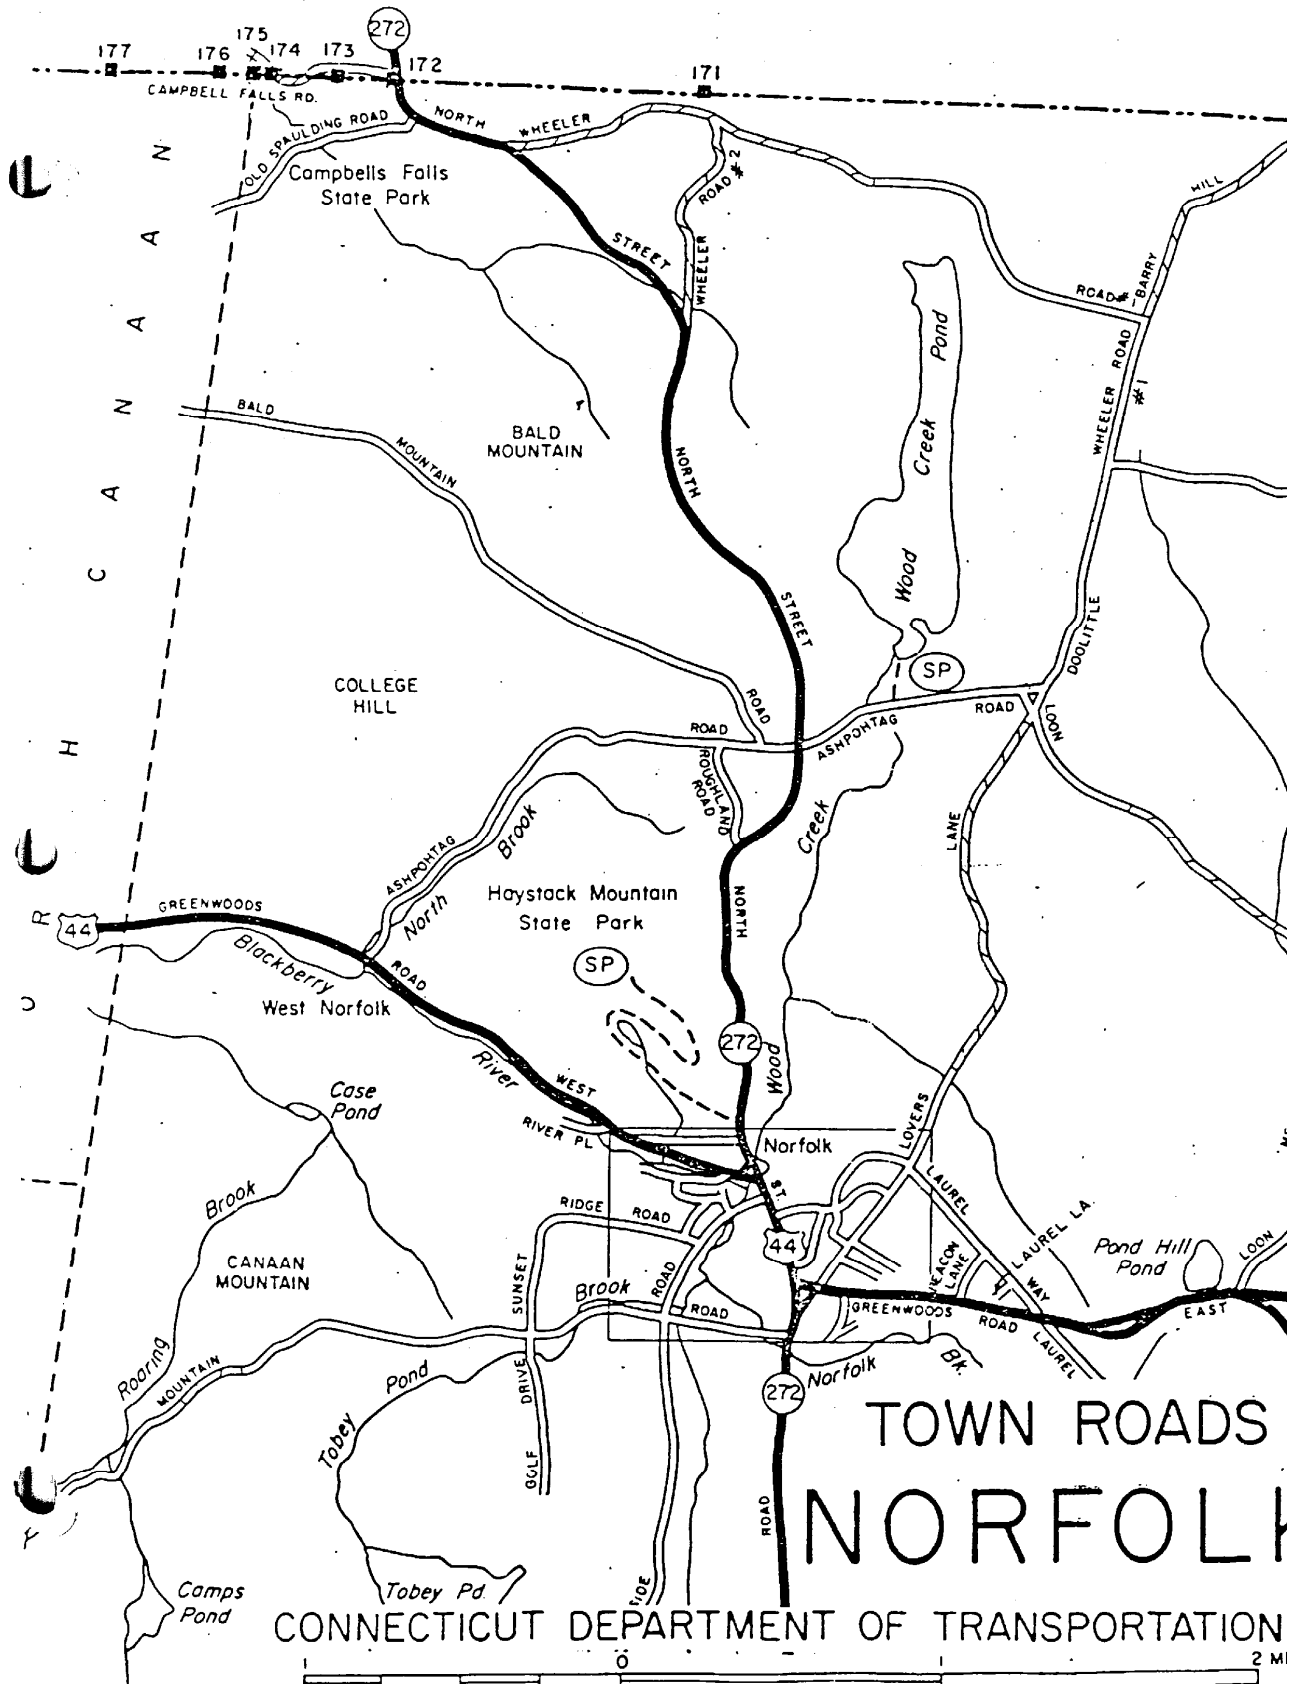 272
177
176
175
174
173
172
171
CAMPBELL FALLS RD.
OLD SPAULDING ROAD
NORTH
WHEELER
Campbells Falls
State Park
ROAD #2
WHEELER
STREET
HILL
BARRY
ROAD #1
WHEELER ROAD
#1
CANAAN
BALD
MOUNTAIN
ROAD
BALD
MOUNTAIN
NORTH
STREET
Wood Creek Pond
SP
DOOLITTLE
COLLEGE
HILL
ROAD
ASHPOHTAG
ROAD
LOON
ROUGHLAND
ROAD
H
Brook
North
ASHPOHTAG
Creek
Wood
LANE
LOVERS
Haystack Mountain
State Park
SP
NORTH
R
44
GREENWOODS
ROAD
Blackberry
West Norfolk
River
WEST
272
U
Case
Pond
RIVER PL
Norfolk
ST.
LAUREL
LAUREL LA.
WAY
Brook
Roaring
RIDGE ROAD
CANAAN
MOUNTAIN
SUNSET
Brook
ROAD
ROAD
44
BEACON
LANE
Pond Hill
Pond
LOON
GREENWOODS
ROAD
EAST
LAUREL
MOUNTAIN
Pond
Tobey
DRIVE
GOLF
Norfolk
Bk.
272
TOWN ROADS
ROAD
NORFOL
Camps
Pond
Tobey Pd.
SIDE
CONNECTICUT DEPARTMENT OF TRANSPORTATION
1
0
1
2 MI